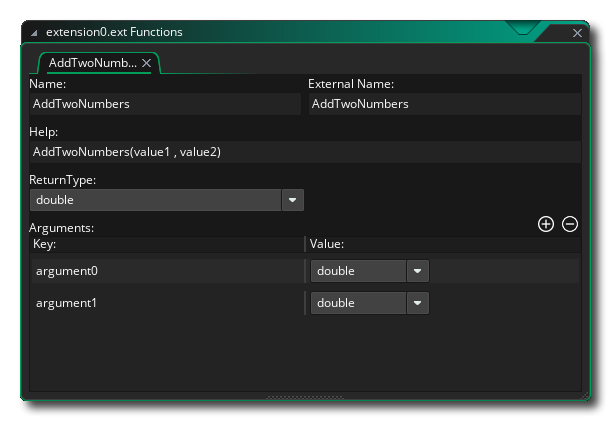 extension0.ext Functions
AddTwoNumb...
Name: External Name:
AddTwoNumbers AddTwoNumbers
Help:
AddTwoNumbers(value1 , value2)
ReturnType:
double
Arguments:
Key: Value:
argument0 double
argument1 double